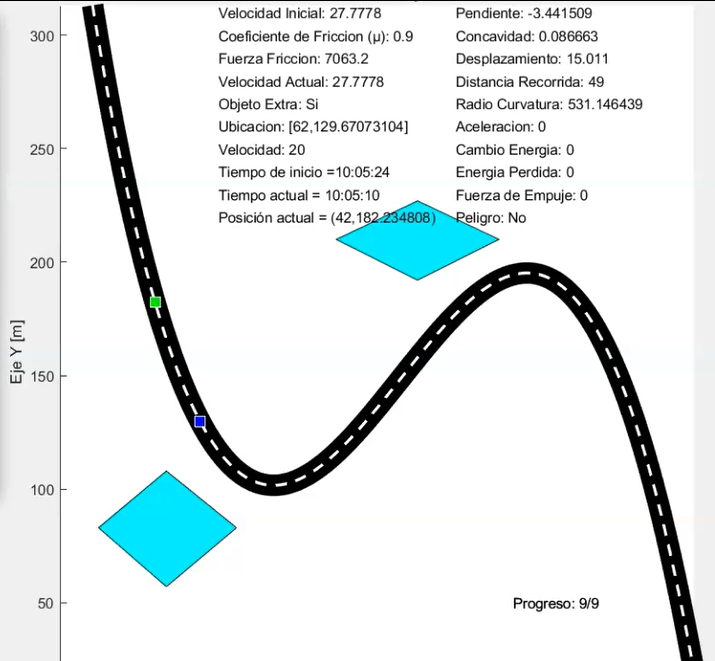 Velocidad Inicial: 27.7778
Coeficiente de Friccion (μ): 0.9
Fuerza Friccion: 7063.2
Velocidad Actual: 27.7778
Objeto Extra: Si
Ubicacion: [62,129.67073104]
Velocidad: 20
Tiempo de inicio =10:05:24
Tiempo actual = 10:05:10
Posición actual = (42,182.234808)
Pendiente: -3.441509
Concavidad: 0.086663
Desplazamiento: 15.011
Distancia Recorrida: 49
Radio Curvatura: 531.146439
Aceleracion: 0
Cambio Energia: 0
Energia Perdida: 0
Fuerza de Empuje: 0
Peligro: No
300
250
200
150
100
50
Eje Y [m]
Progreso: 9/9